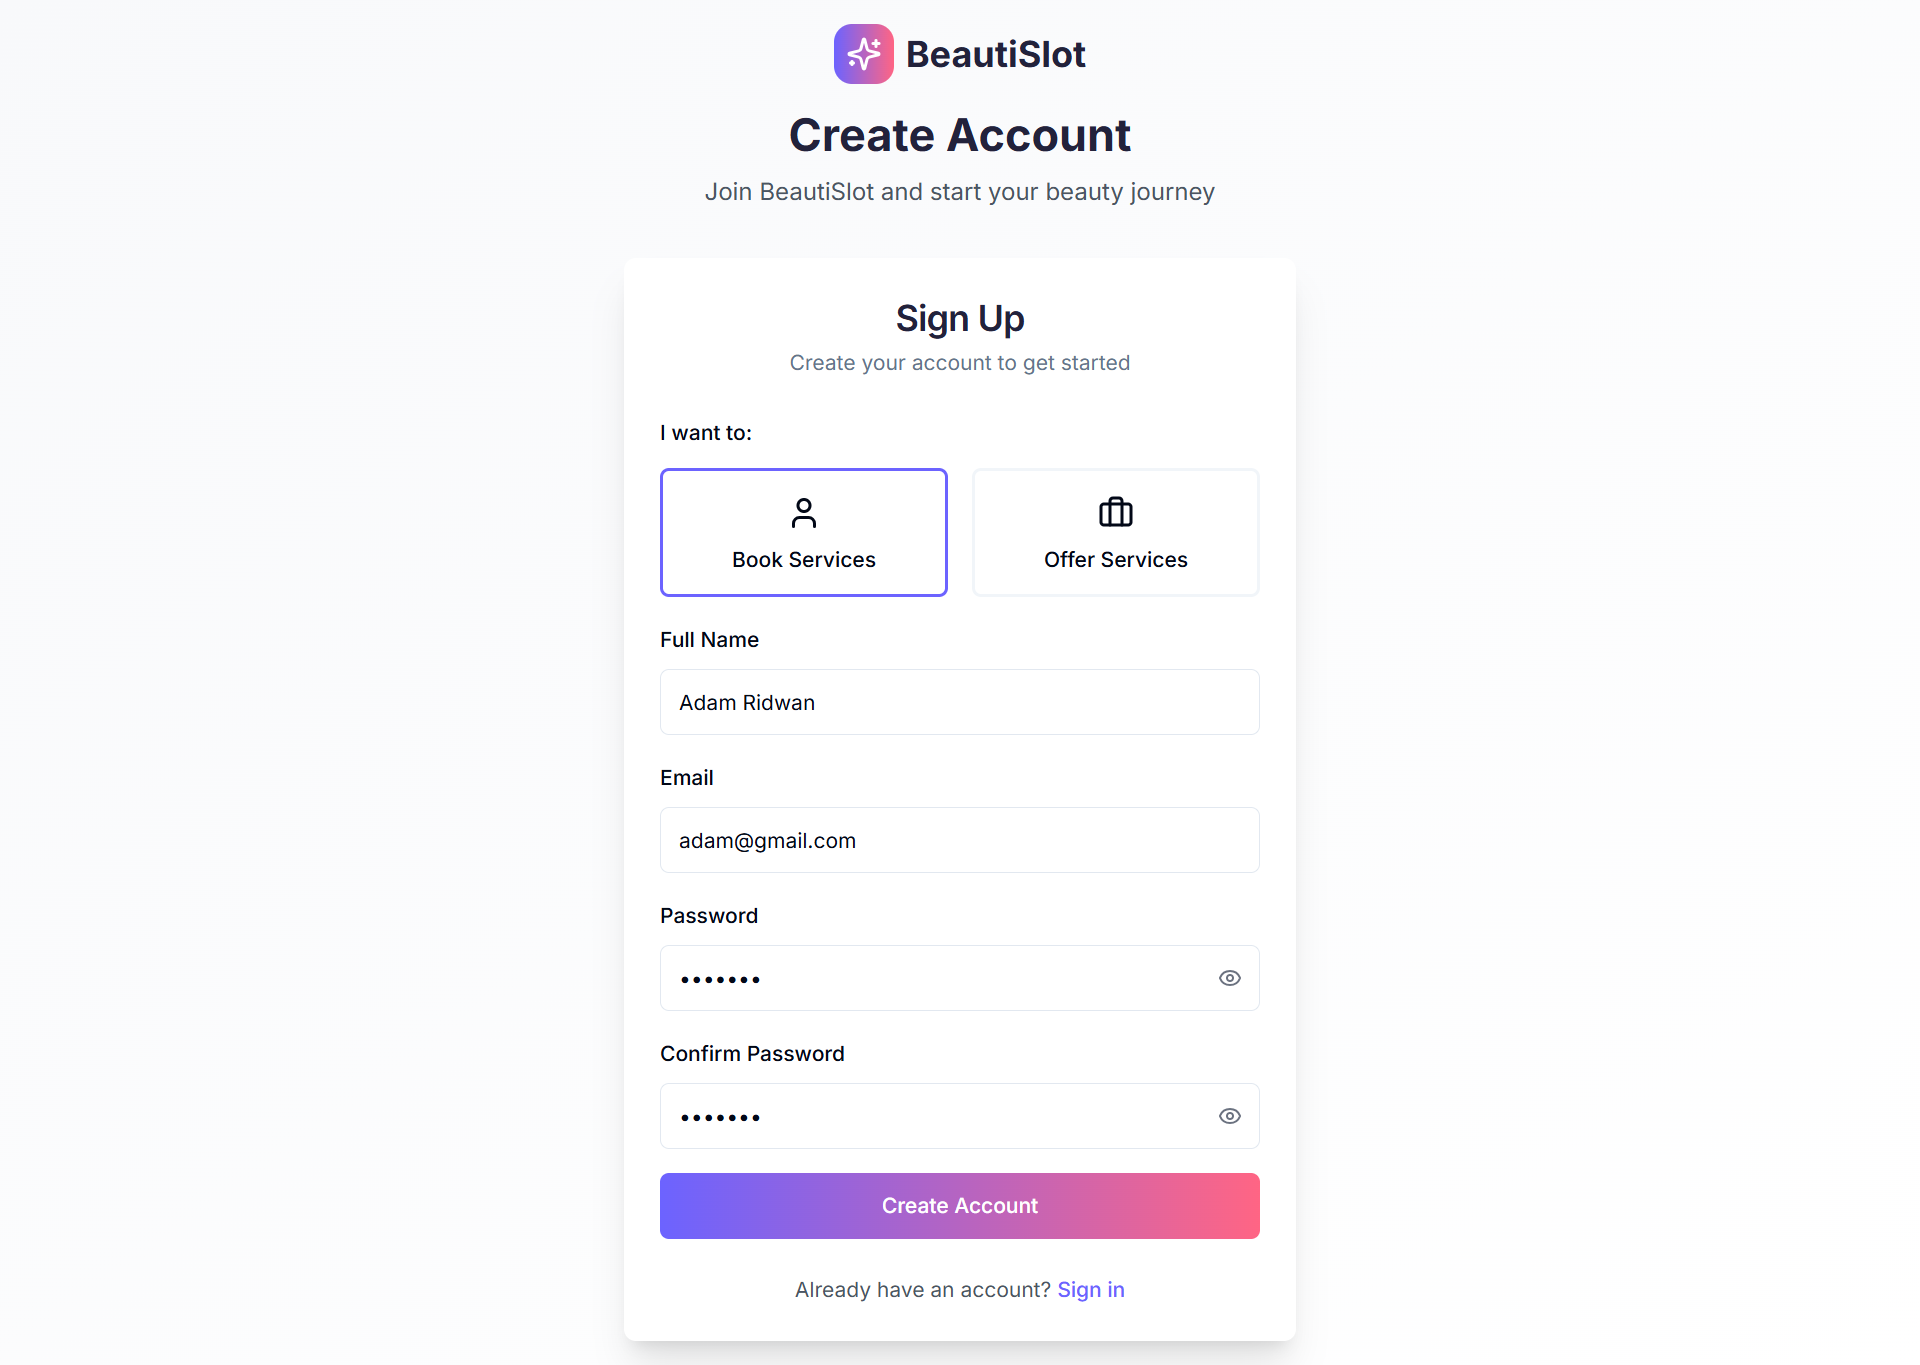 BeautiSlot
Create Account
Join BeautiSlot and start your beauty journey
Sign Up
Create your account to get started
I want to:
Book Services
Offer Services
Full Name
Adam Ridwan
Email
adam@gmail.com
Password
•••••••
Confirm Password
•••••••
Create Account
Already have an account? Sign in